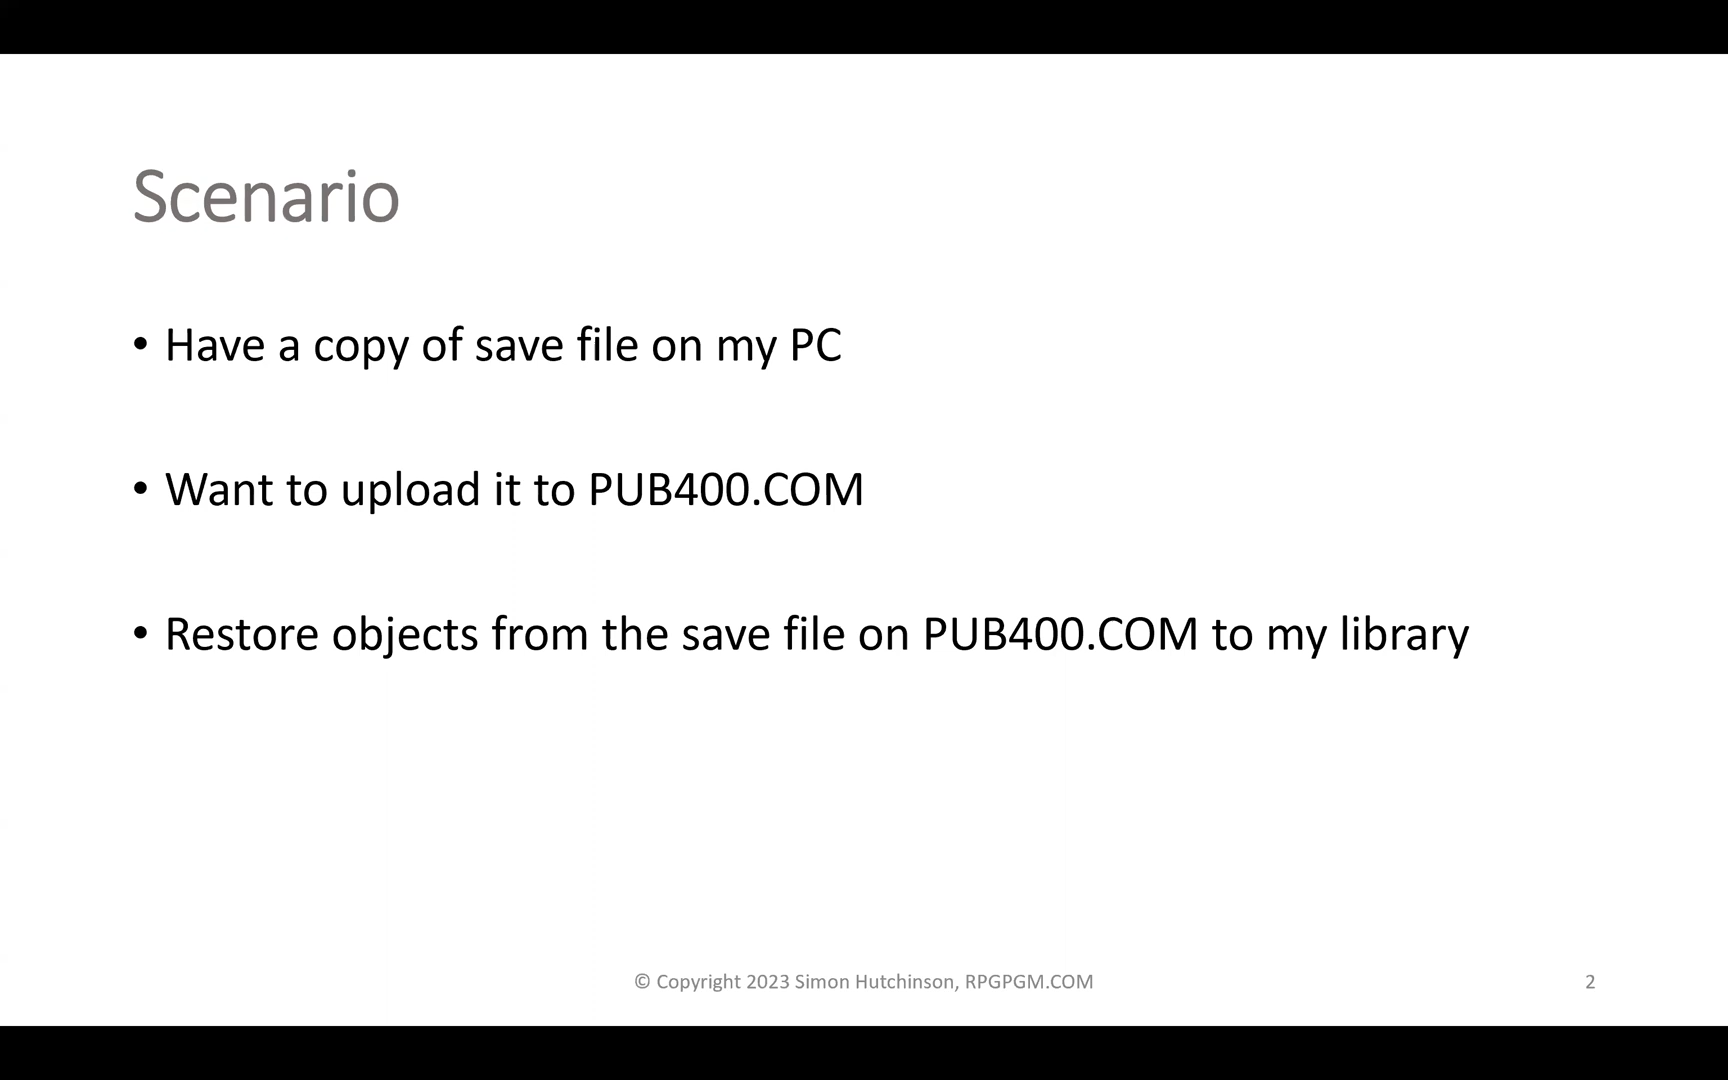 Scenario
• Have a copy of save file on my PC
• Want to upload it to PUB400.COM
• Restore objects from the save file on PUB400.COM to my library
© Copyright 2023 Simon Hutchinson, RPGPGM.COM
2